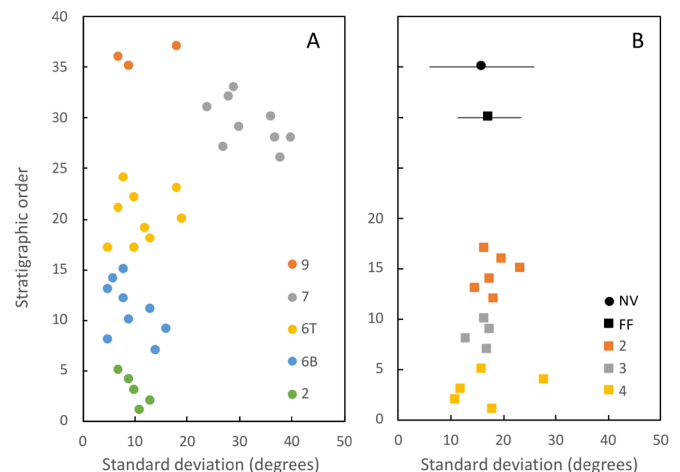 A
B
Stratigraphic order
40
35
30
25
20
15
10
5
0
9
7
6T
6B
2
0 10 20 30 40 50
Standard deviation (degrees)
20
15
10
5
0
NV
FF
2
3
4
0 10 20 30 40 50
Standard deviation (degrees)